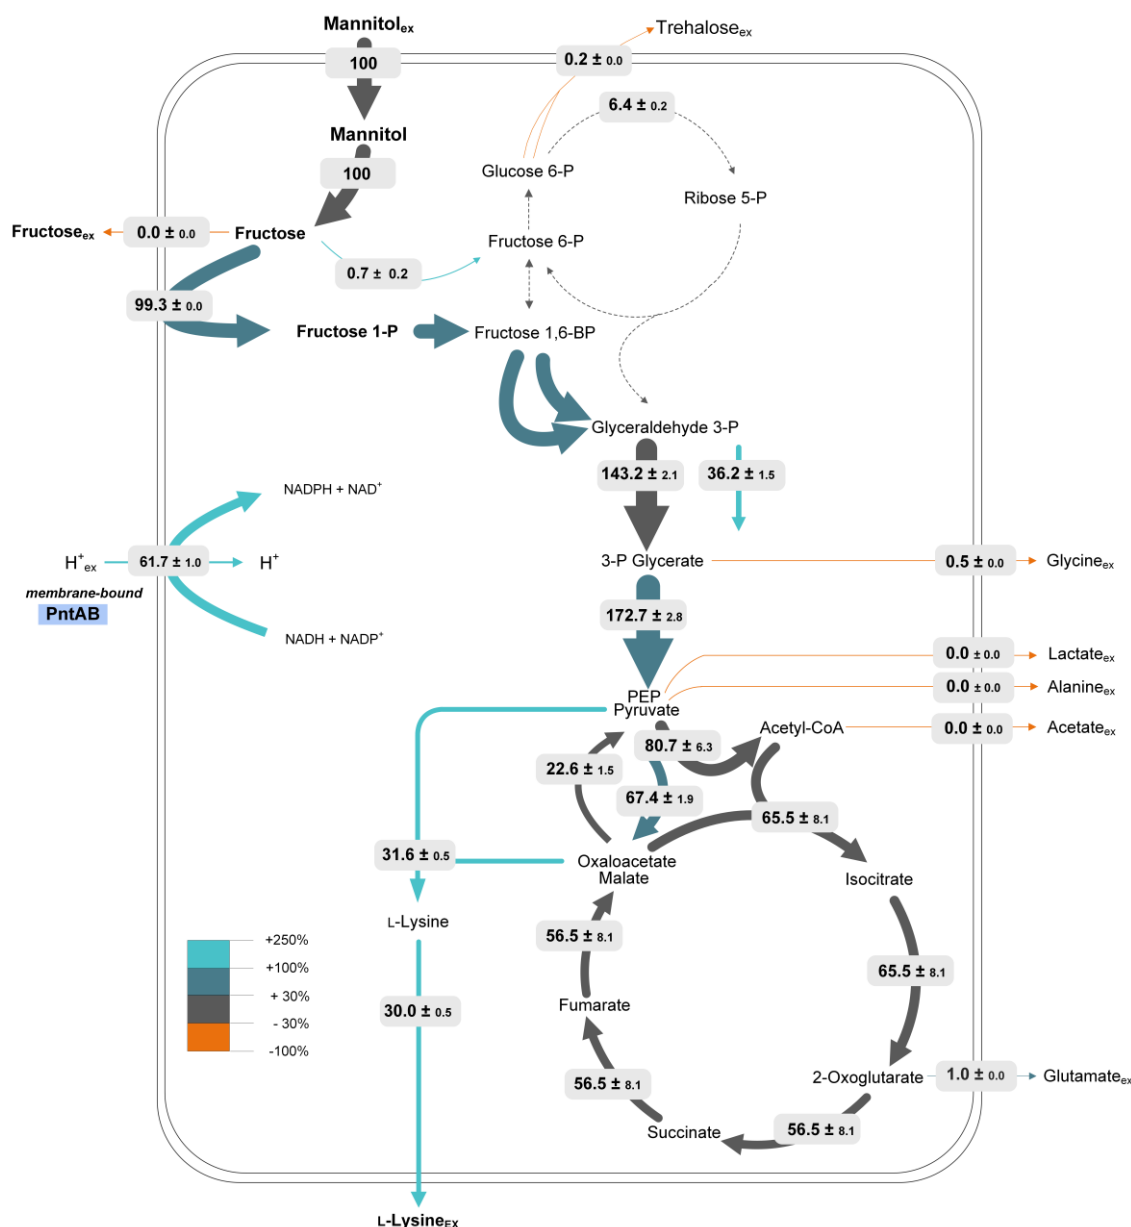 Mannitolex
Trehaloseex
100
0.2 ± 0.0
6.4 ± 0.2
Mannitol
100
Glucose 6-P
Ribose 5-P
Fructoseex
0.0 ± 0.0
Fructose
Fructose 6-P
0.7 ± 0.2
99.3 ± 0.0
Fructose 1-P
Fructose 1,6-BP
Glyceraldehyde 3-P
143.2 ± 2.1
36.2 ± 1.5
NADPH + NAD+
H+ex
61.7 ± 1.0
H+
3-P Glycerate
0.5 ± 0.0
Glycineex
membrane-bound
PntAB
172.7 ± 2.8
NADH + NADP+
0.0 ± 0.0
Lactateex
0.0 ± 0.0
Alanineex
PEP
Pyruvate
Acetyl-CoA
0.0 ± 0.0
Acetateex
80.7 ± 6.3
22.6 ± 1.5
67.4 ± 1.9
65.5 ± 8.1
31.6 ± 0.5
Oxaloacetate
Malate
Isocitrate
L-Lysine
56.5 ± 8.1
+250%
+100%
+ 30%
- 30%
-100%
65.5 ± 8.1
30.0 ± 0.5
Fumarate
2-Oxoglutarate
1.0 ± 0.0
Glutamateex
56.5 ± 8.1
Succinate
56.5 ± 8.1
L-LysineEX